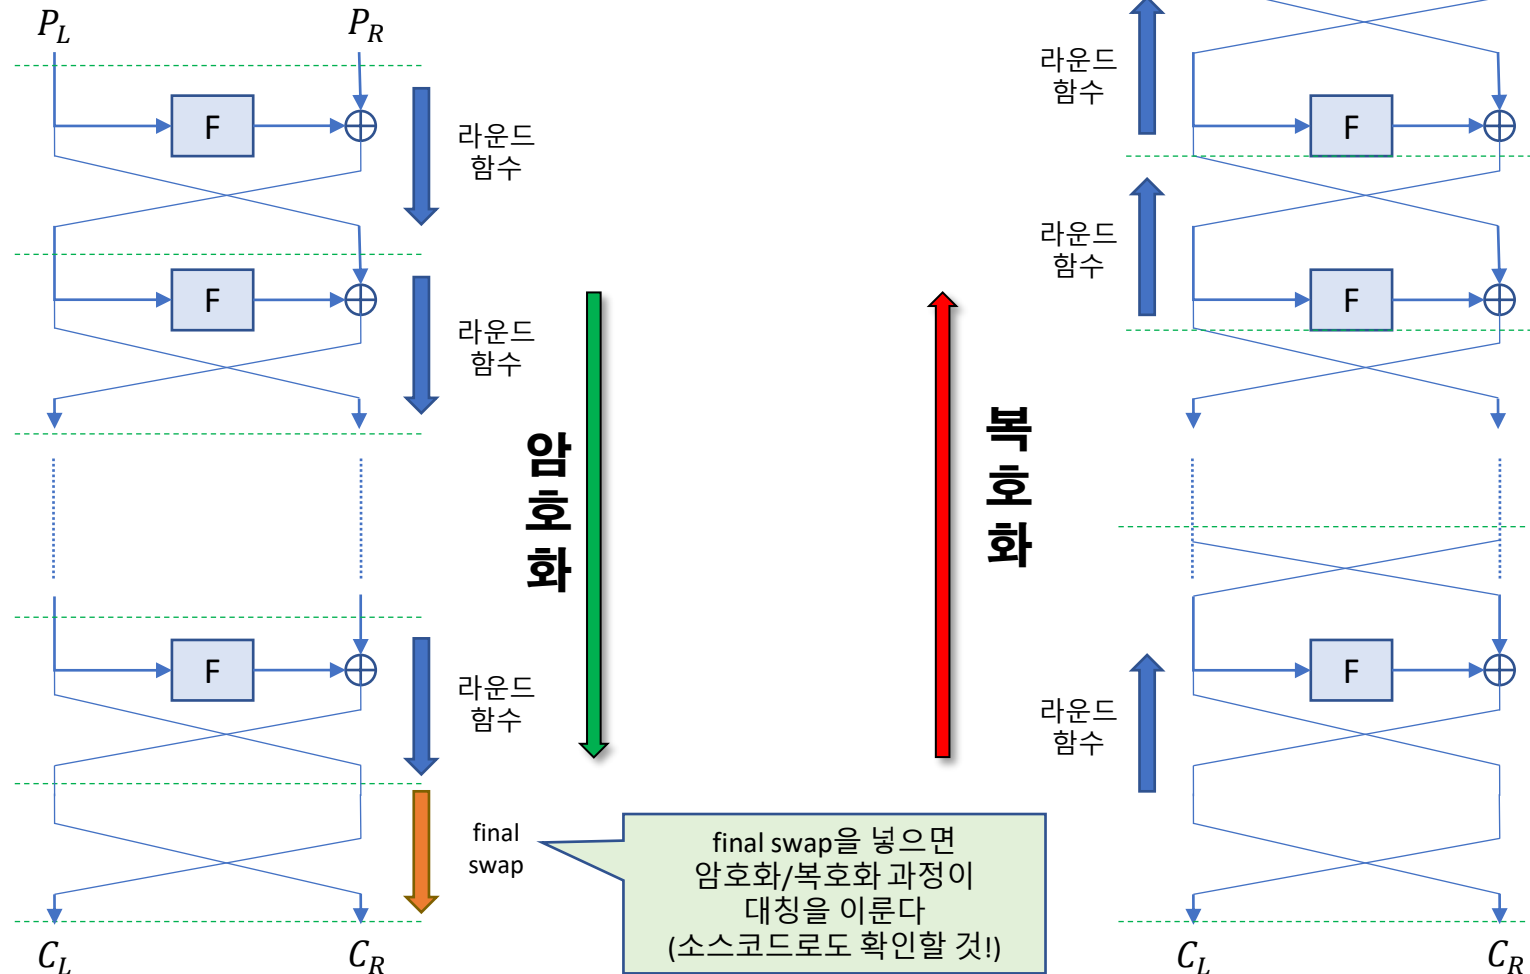 P_L
P_R
F
라운드
함수
F
라운드
함수
암
호
화
F
라운드
함수
final
swap
C_L
C_R
final swap을 넣으면
암호화/복호화 과정이
대칭을 이룬다
(소스코드로도 확인할 것!)
복
호
화
라운드
함수
F
라운드
함수
F
라운드
함수
F
C_L
C_R